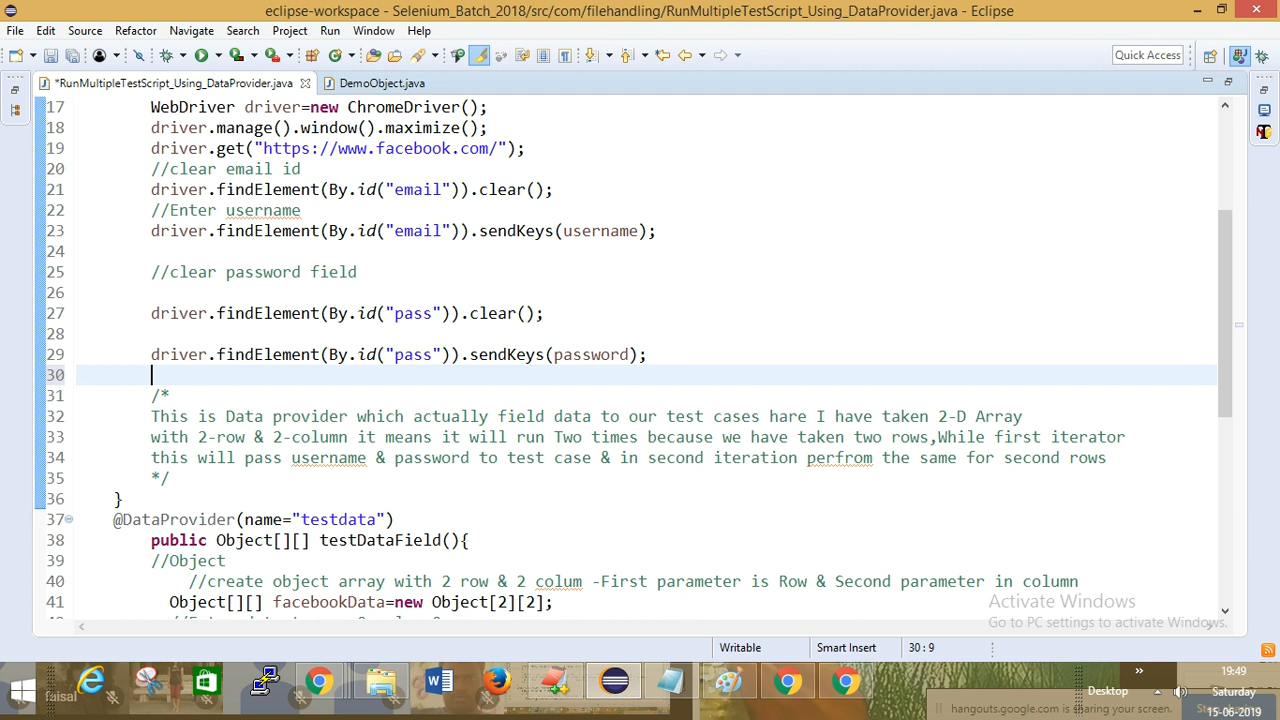 eclipse-workspace - Selenium_Batch_2018/src/com/filehandling/RunMultipleTestScript_Using_DataProvider.java - Eclipse
File Edit Source Refactor Navigate Search Project Run Window Help
Quick Access
*RunMultipleTestScript_Using_DataProvider.java DemoObject.java
17 WebDriver driver=new ChromeDriver();
18 driver.manage().window().maximize();
19 driver.get("https://www.facebook.com/");
20 //clear email id
21 driver.findElement(By.id("email")).clear();
22 //Enter username
23 driver.findElement(By.id("email")).sendKeys(username);
24
25 //clear password field
26
27 driver.findElement(By.id("pass")).clear();
28
29 driver.findElement(By.id("pass")).sendKeys(password);
30
31 /*
32 This is Data provider which actually field data to our test cases hare I have taken 2-D Array
33 with 2-row & 2-column it means it will run Two times because we have taken two rows,While first iterator
34 this will pass username & password to test case & in second iteration perfrom the same for second rows
35 */
36 }
37 @DataProvider(name="testdata")
38 public Object[][] testDataField(){
39 //Object
40 //create object array with 2 row & 2 colum -First parameter is Row & Second parameter in column
41 Object[][] facebookData=new Object[2][2];
Activate Windows
Go to PC settings to activate Windows.
Writable Smart Insert 30 : 9
faisal
Desktop
19:49
Saturday
15-06-2019
hangouts.google.com is sharing your screen.